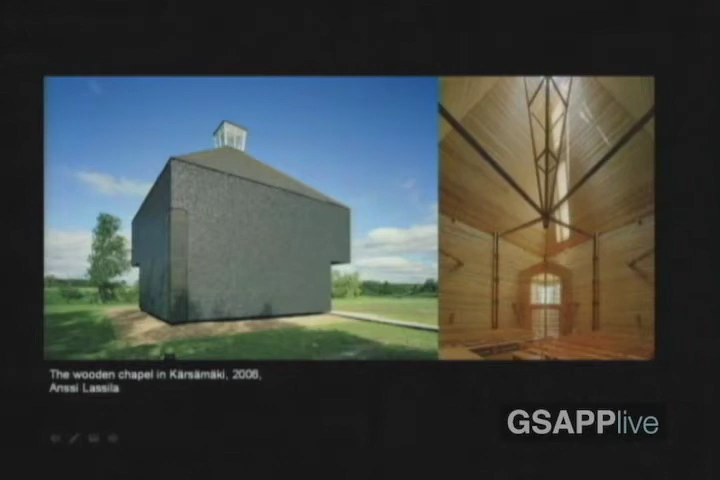 The wooden chapel in Kärsämäki, 2006,
Anssi Lassila
GSAPPlive